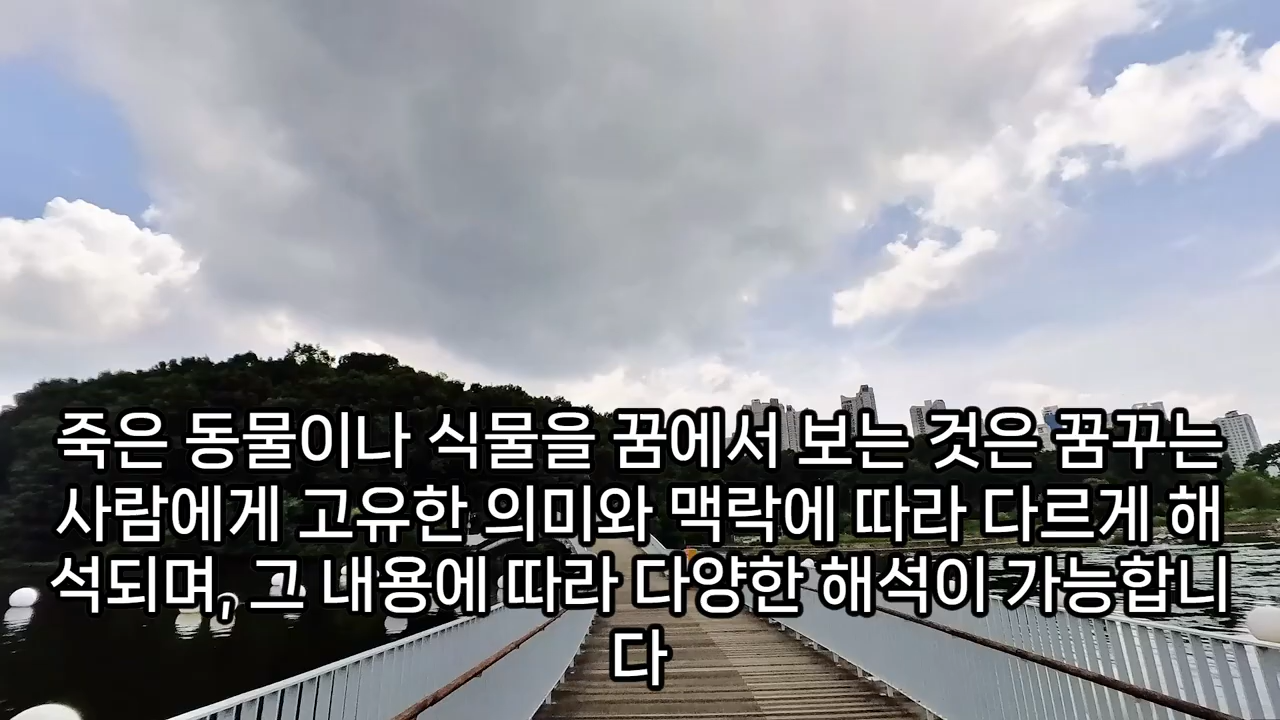 죽은 동물이나 식물을 꿈에서 보는 것은 꿈꾸는
사람에게 고유한 의미와 맥락에 따라 다르게 해
석되며, 그 내용에 따라 다양한 해석이 가능합니
다